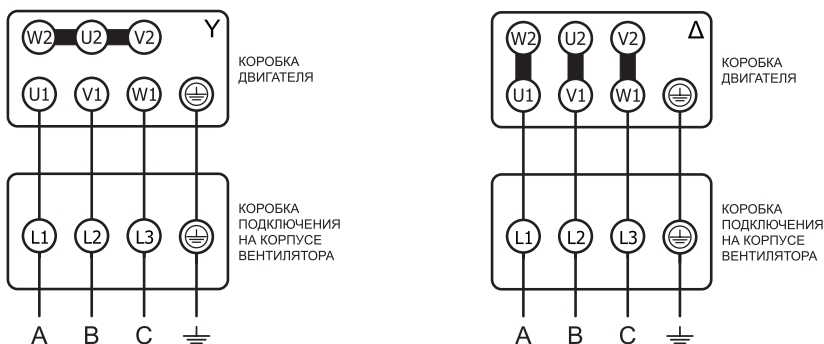 W2 U2 V2 Y
U1 V1 W1
КОРОБКА
ДВИГАТЕЛЯ
L1 L2 L3
КОРОБКА
ПОДКЛЮЧЕНИЯ
НА КОРПУСЕ
ВЕНТИЛЯТОРА
A B C
W2 U2 V2 Δ
U1 V1 W1
КОРОБКА
ДВИГАТЕЛЯ
L1 L2 L3
КОРОБКА
ПОДКЛЮЧЕНИЯ
НА КОРПУСЕ
ВЕНТИЛЯТОРА
A B C